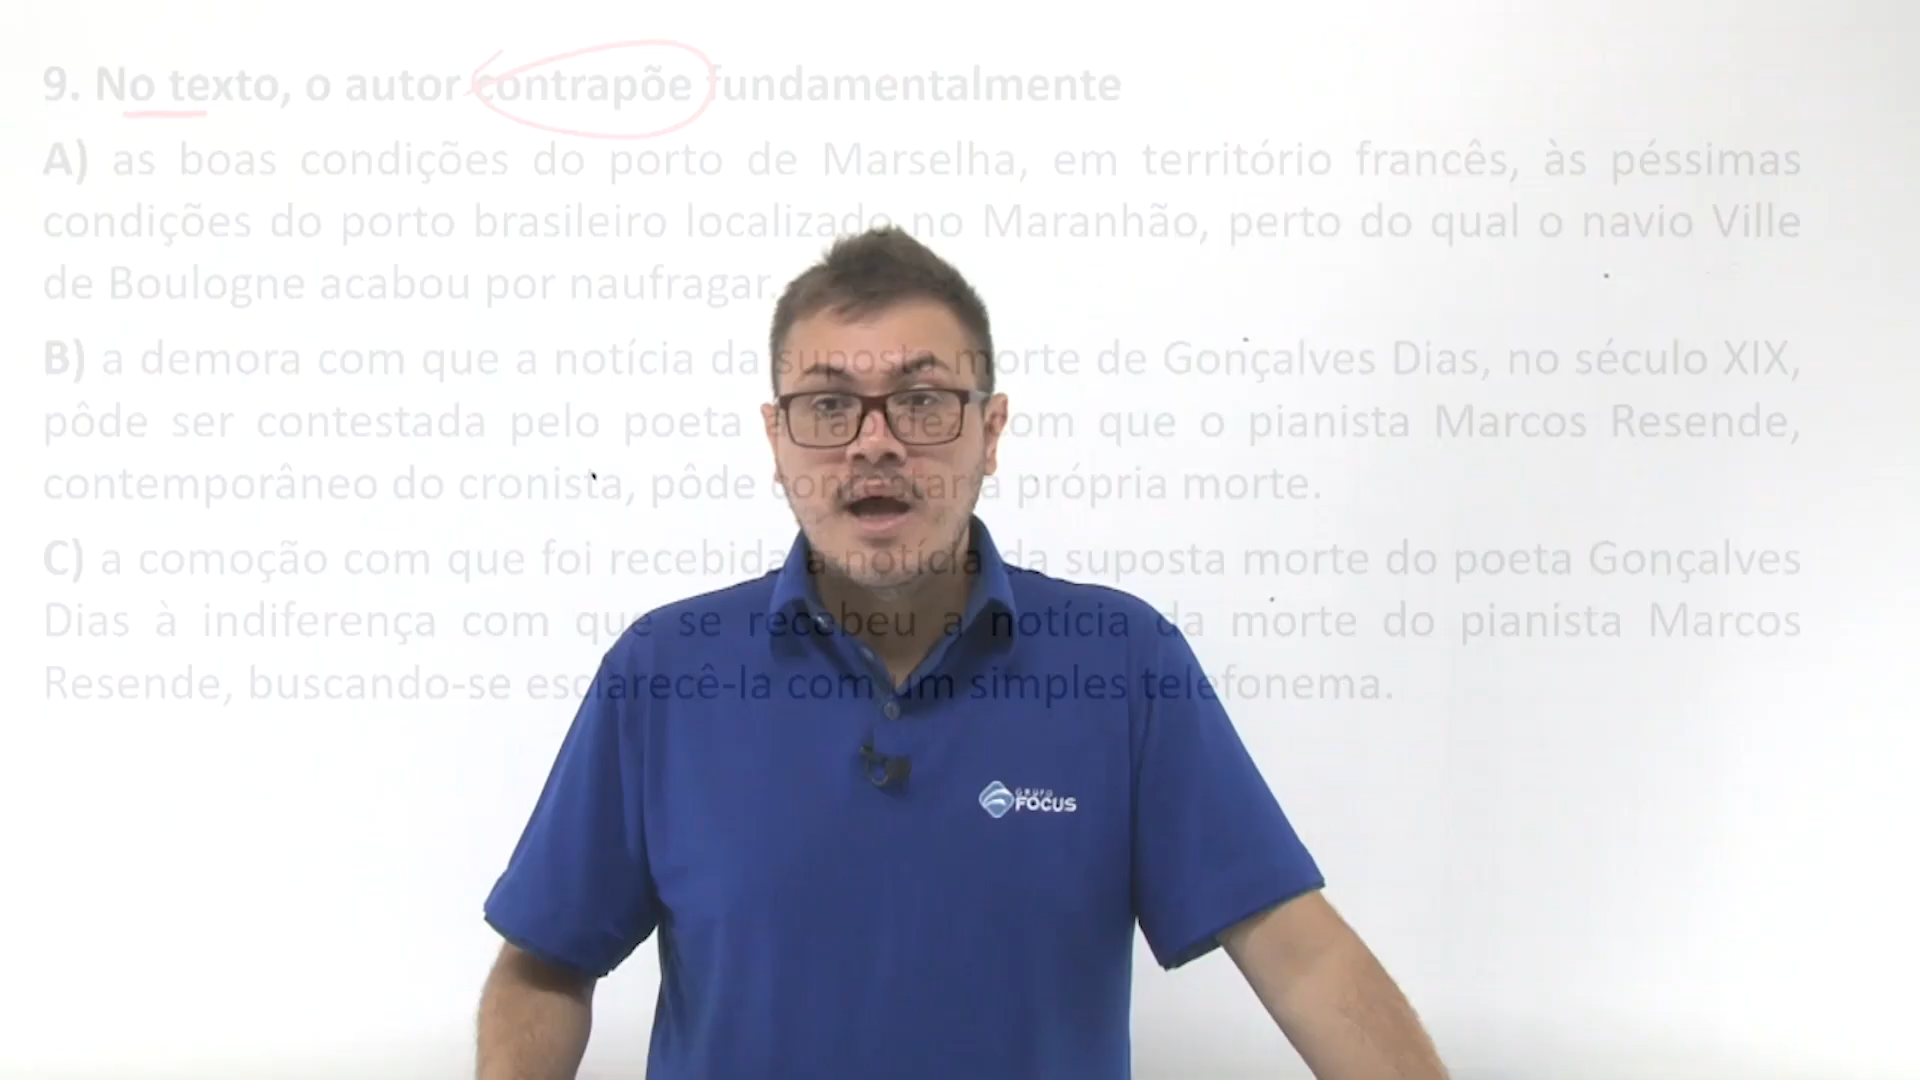 9. No texto, o autor contrapõe fundamentalmente
A) as boas condições do porto de Marselha, em território francês, às péssimas
condições do porto brasileiro localizado no Maranhão, perto do qual o navio Ville
de Boulogne acabou por naufragar.
B) a demora com que a notícia da suposta morte de Gonçalves Dias, no século XIX,
pôde ser contestada pelo poeta à rapidez com que o pianista Marcos Resende,
contemporâneo do cronista, pôde contestar a própria morte.
C) a comoção com que foi recebida a notícia da suposta morte do poeta Gonçalves
Dias à indiferença com que se recebeu a notícia da morte do pianista Marcos
Resende, buscando-se esclarecê-la com um simples telefonema.
GRUPO
FOCUS